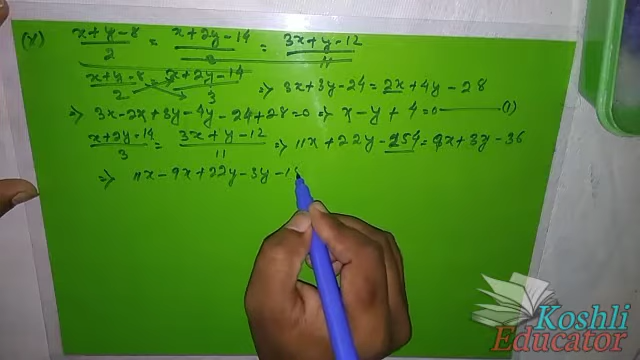 (X) x+y-8/2 = x+2y-14/3 = 3x+y-12/11
x+y-8/2 = x+2y-14/3 ⇒ 3x+3y-24=2x+4y-28
⇒ 3x-2x+3y-4y-24+28=0 ⇒ x-y+4=0 (1)
x+2y-14/3 = 3x+y-12/11 ⇒ 11x+22y-254=9x+3y-36
⇒ 11x-9x+22y-3y-1
Koshli
Educator